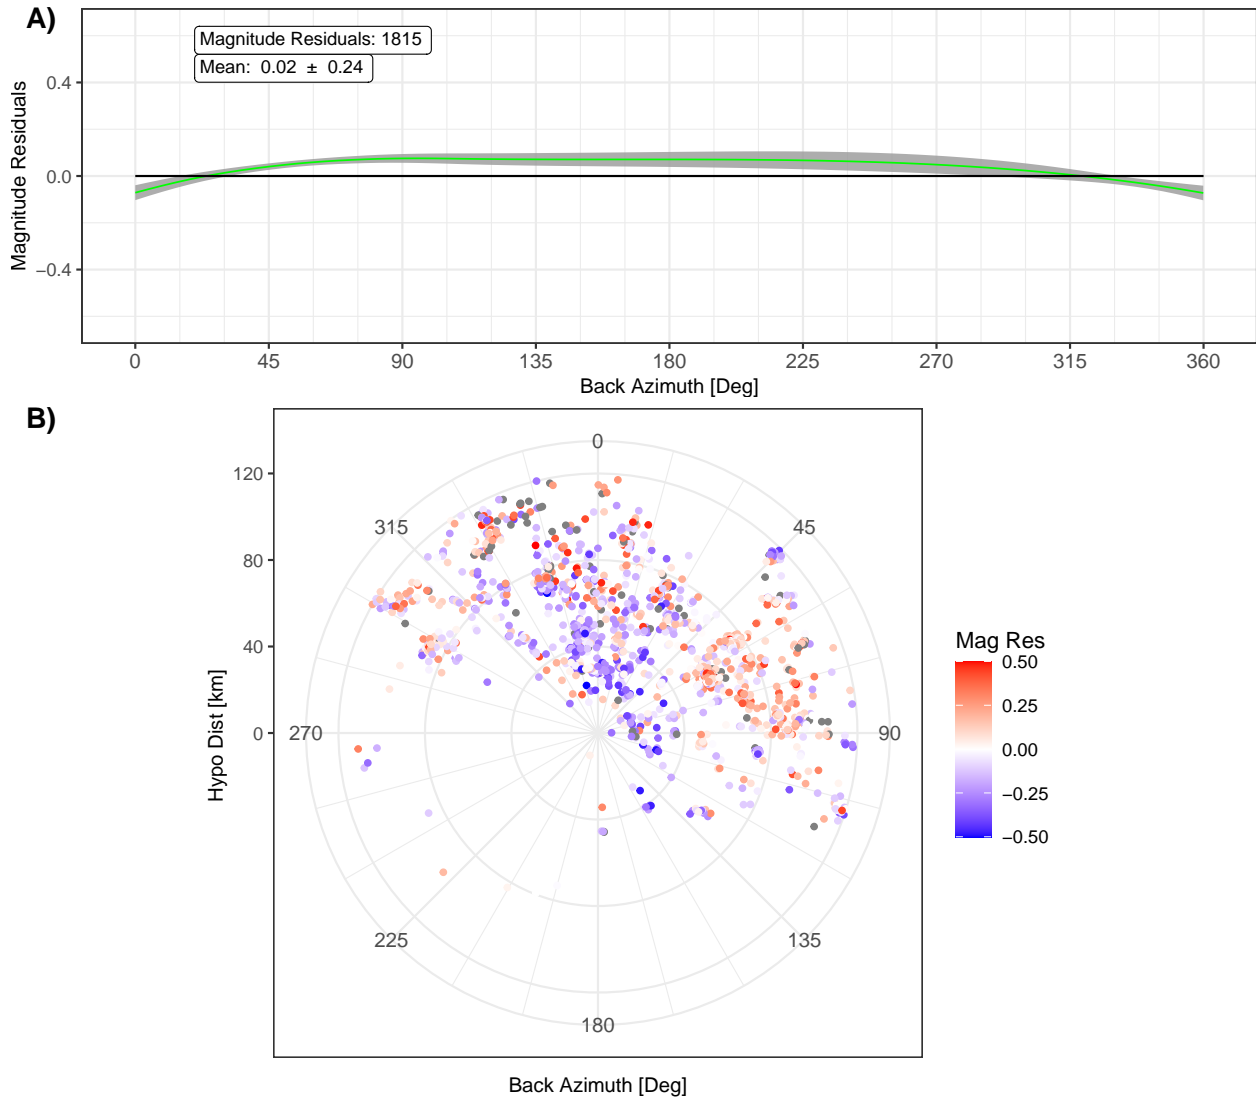 A)
Magnitude Residuals: 1815
Mean:  0.02  ±  0.24
Magnitude Residuals
0.4
0.0
−0.4
0 45 90 135 180 225 270 315 360
Back Azimuth [Deg]
B)
Hypo Dist [km]
120
80
40
0
0
45
90
135
180
225
270
315
Back Azimuth [Deg]
Mag Res
0.50
0.25
0.00
−0.25
−0.50